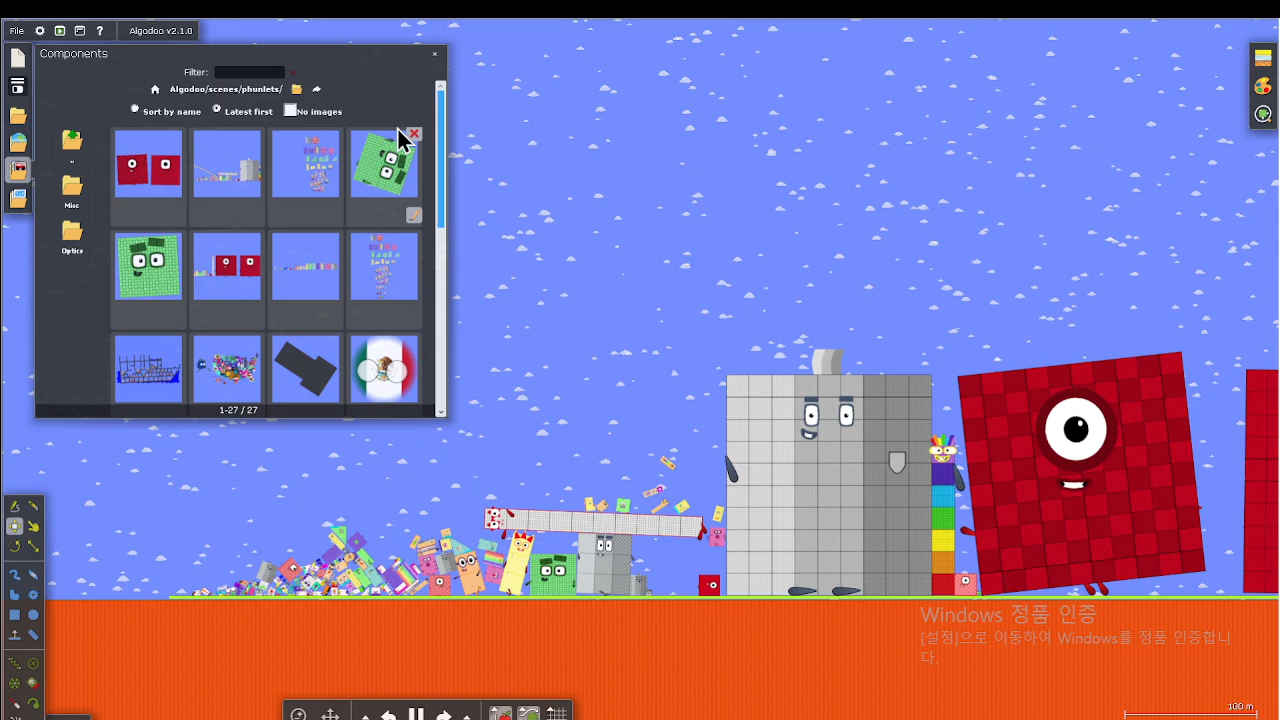 File ? Algodoo v2.1.0
Components
Filter:
Algodoo/scenes/phunlets/
Sort by name Latest first No images
..
Misc
Optics
1-27 / 27
Windows 정품 인증
[설정]으로 이동하여 Windows를 정품 인증합니
다.
100 m